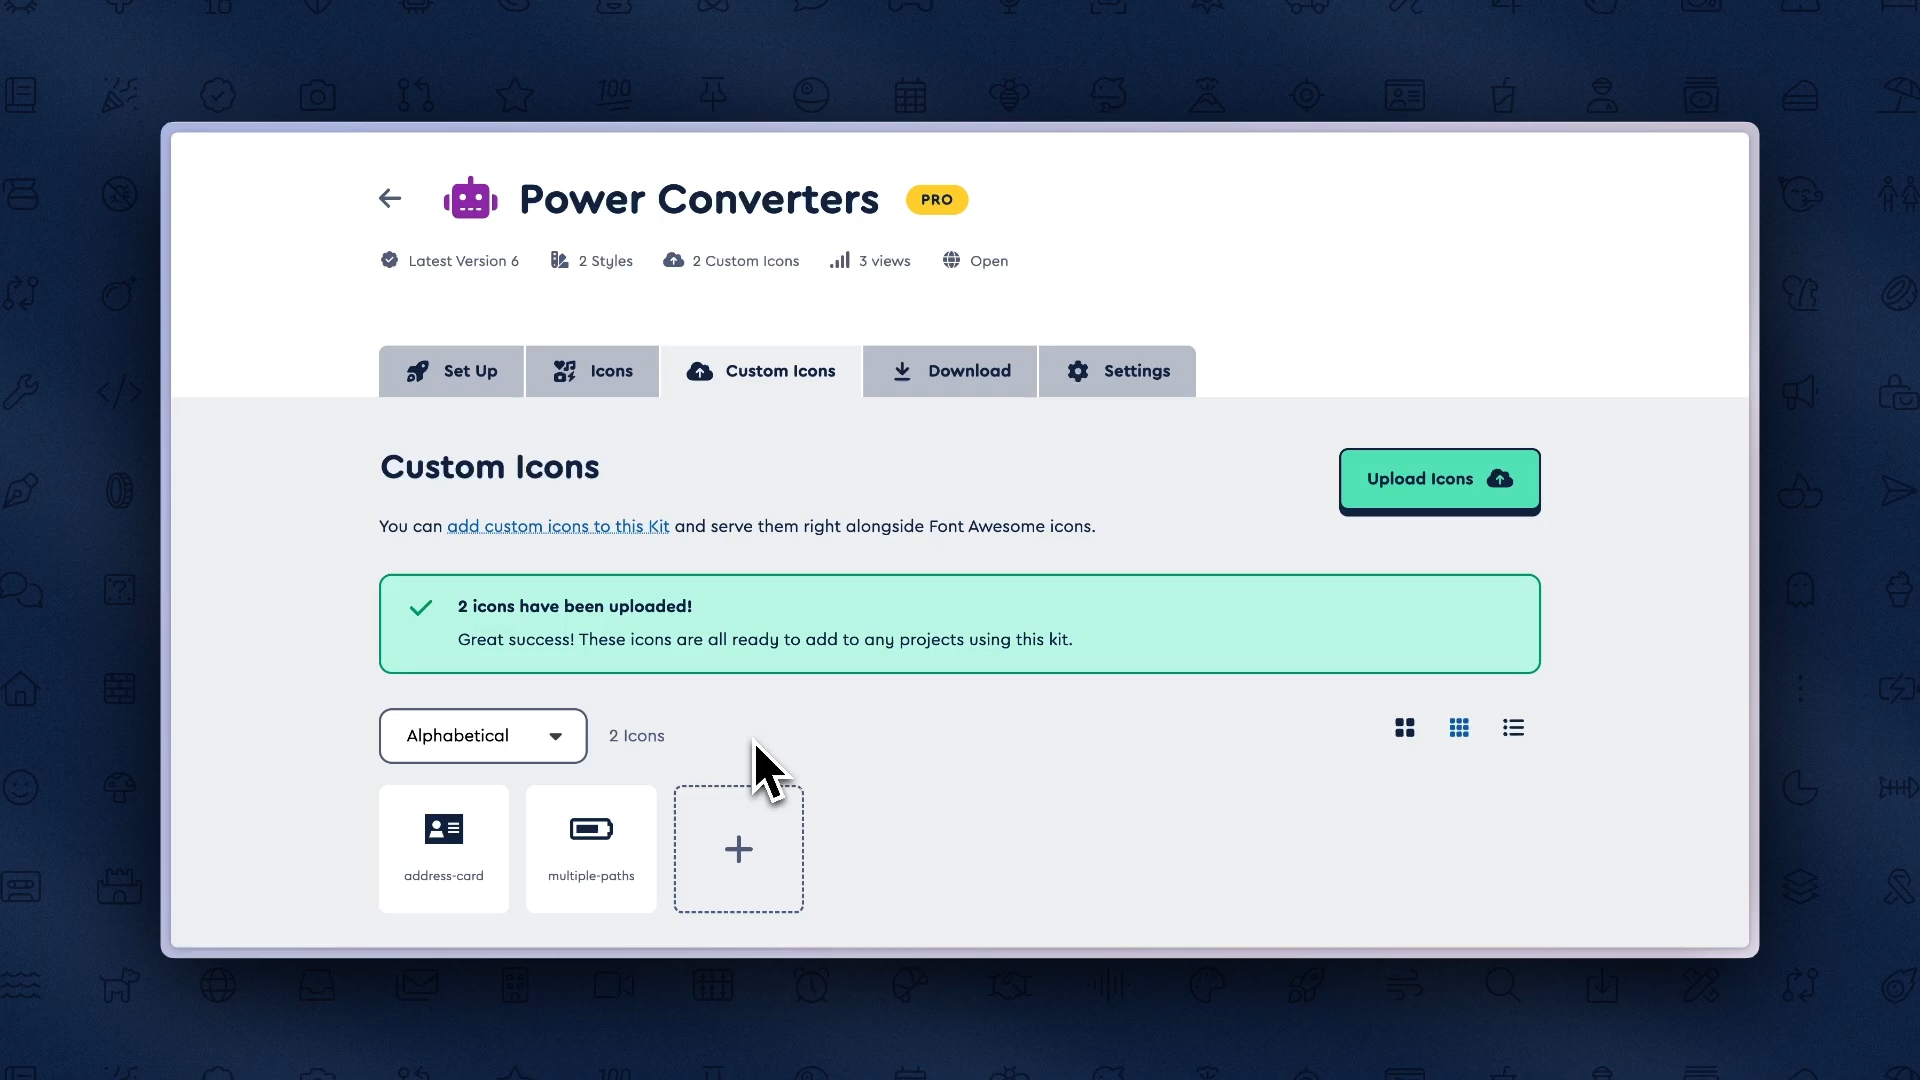 Power Converters PRO
Latest Version 6 2 Styles 2 Custom Icons 3 views Open
Set Up Icons Custom Icons Download Settings
Custom Icons
Upload Icons
You can add custom icons to this Kit and serve them right alongside Font Awesome icons.
2 icons have been uploaded!
Great success! These icons are all ready to add to any projects using this kit.
Alphabetical 2 Icons
address-card multiple-paths
100
100